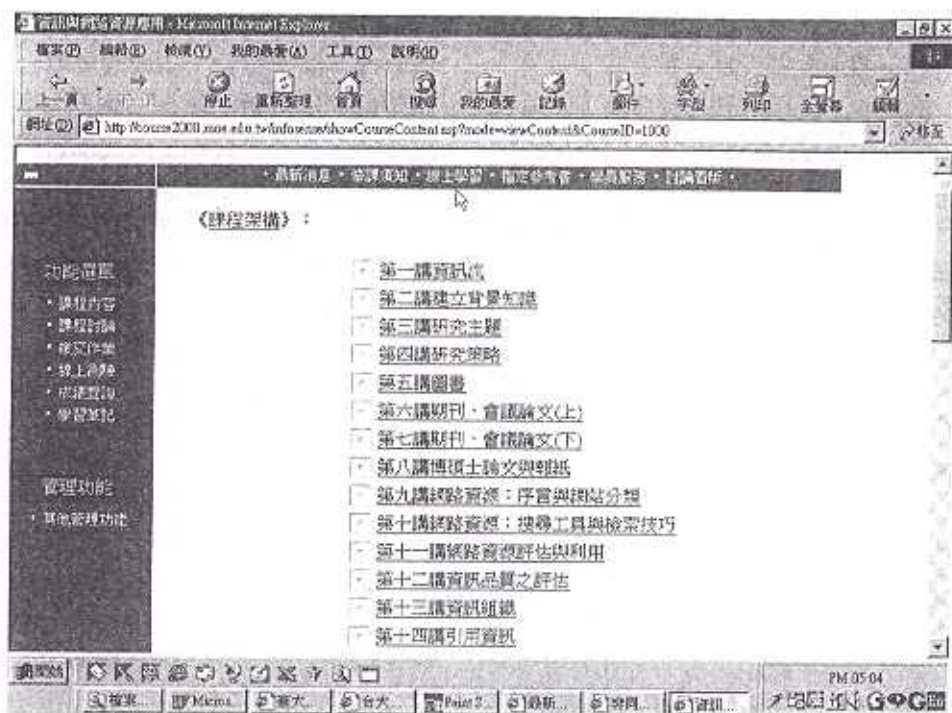 資訊與網路資源應用 - Microsoft Internet Explorer
檔案(F) 編輯(E) 檢視(V) 我的最愛(A) 工具(T) 說明(H)
上一頁 停止 重新整理 首頁 搜尋 我的最愛 記錄 郵件 字型 列印 全螢幕 編輯
網址(D) 移至
・最新消息・修課須知・線上學習・指定參考書・學員服務・討論看板・
《課程架構》：
功能選單
・課程內容
・課程討論
・繳交作業
・線上測驗
・成績查詢
・學習筆記
管理功能
・其他管理功能
第一講資訊流
第二講建立背景知識
第三講研究主題
第四講研究策略
第五講圖書
第六講期刊、會議論文(上)
第七講期刊、會議論文(下)
第八講博碩士論文與報紙
第九講網路資源：序言與網站分類
第十講網路資源：搜尋工具與檢索技巧
第十一講網路資源評估與利用
第十二講資訊品質之評估
第十三講資訊組織
第十四講引用資訊
PM 05:04
檔案... Micros... 台大... Paint S... 最新... 資訊...